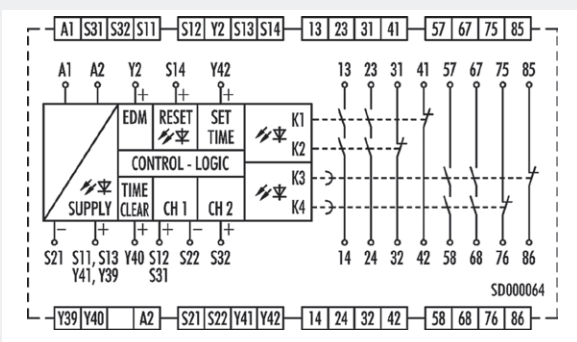 A1 S31 S32 S11 S12 Y2 S13 S14 13 23 31 41 57 67 75 85
A1 A2 Y2 S14 Y42 13 23 31 41 57 67 75 85
+ + +
EDM RESET SET TIME K1
K2
CONTROL - LOGIC
K3
SUPPLY TIME CLEAR CH 1 CH 2 K4
− + + − +
S21 S11, S13 Y40 S12 S22 S32 14 24 32 42 58 68 76 86
Y41, Y39 S31
SD000064
Y39 Y40 A2 S21 S22 Y41 Y42 14 24 32 42 58 68 76 86